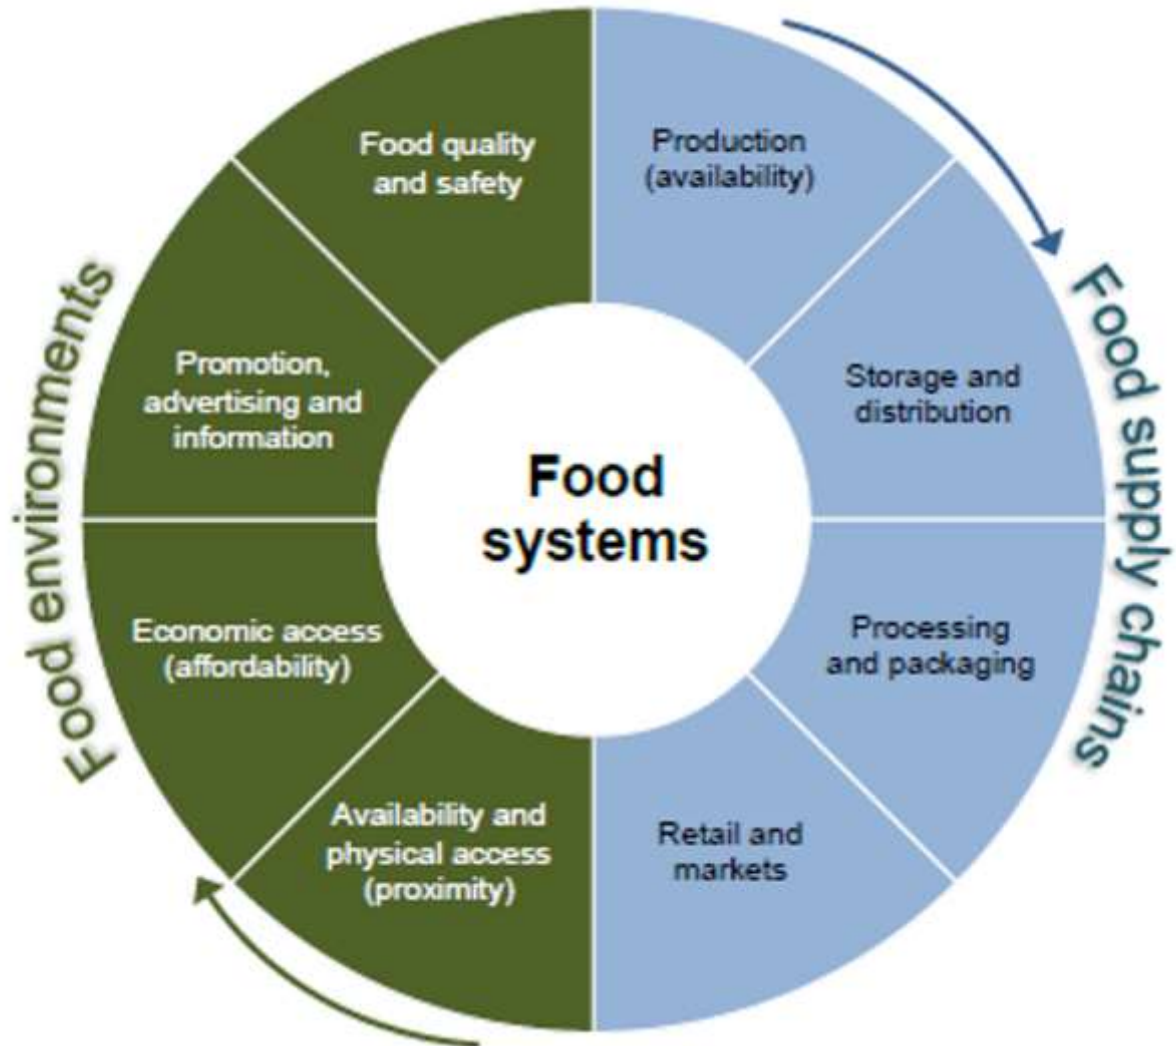 Food quality
and safety
Production
(availability)
Promotion,
advertising and
information
Storage and
distribution
Food environments
Food
systems
Food supply chains
Economic access
(affordability)
Processing
and packaging
Availability and
physical access
(proximity)
Retail and
markets